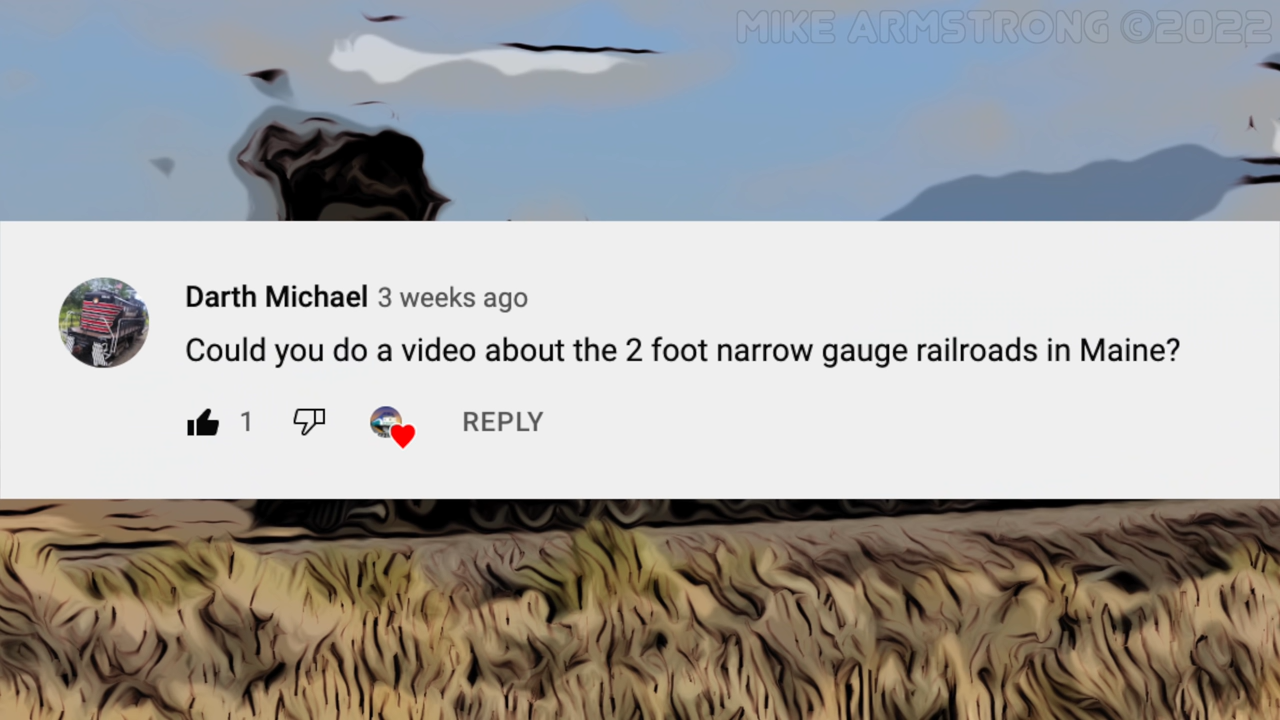 MIKE ARMSTRONG ©2022
Darth Michael 3 weeks ago
Could you do a video about the 2 foot narrow gauge railroads in Maine?
1 REPLY